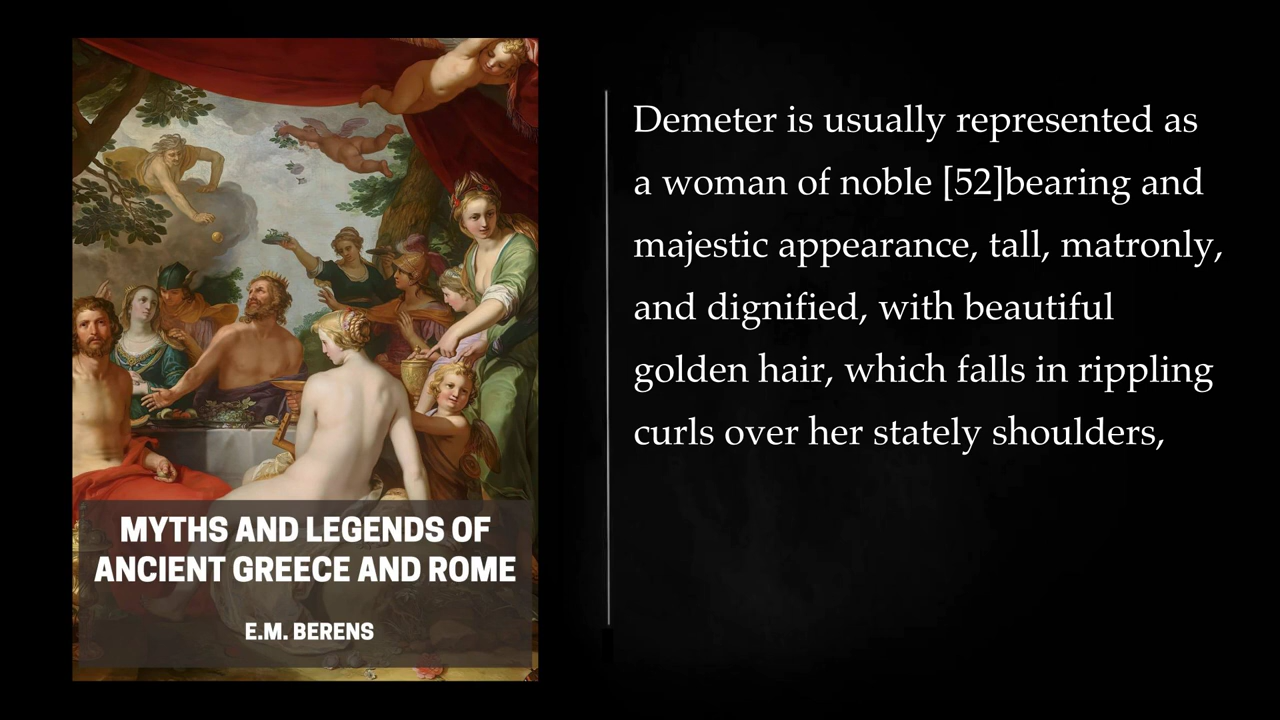 MYTHS AND LEGENDS OF
ANCIENT GREECE AND ROME
E.M. BERENS
Demeter is usually represented as
a woman of noble [52]bearing and
majestic appearance, tall, matronly,
and dignified, with beautiful
golden hair, which falls in rippling
curls over her stately shoulders,